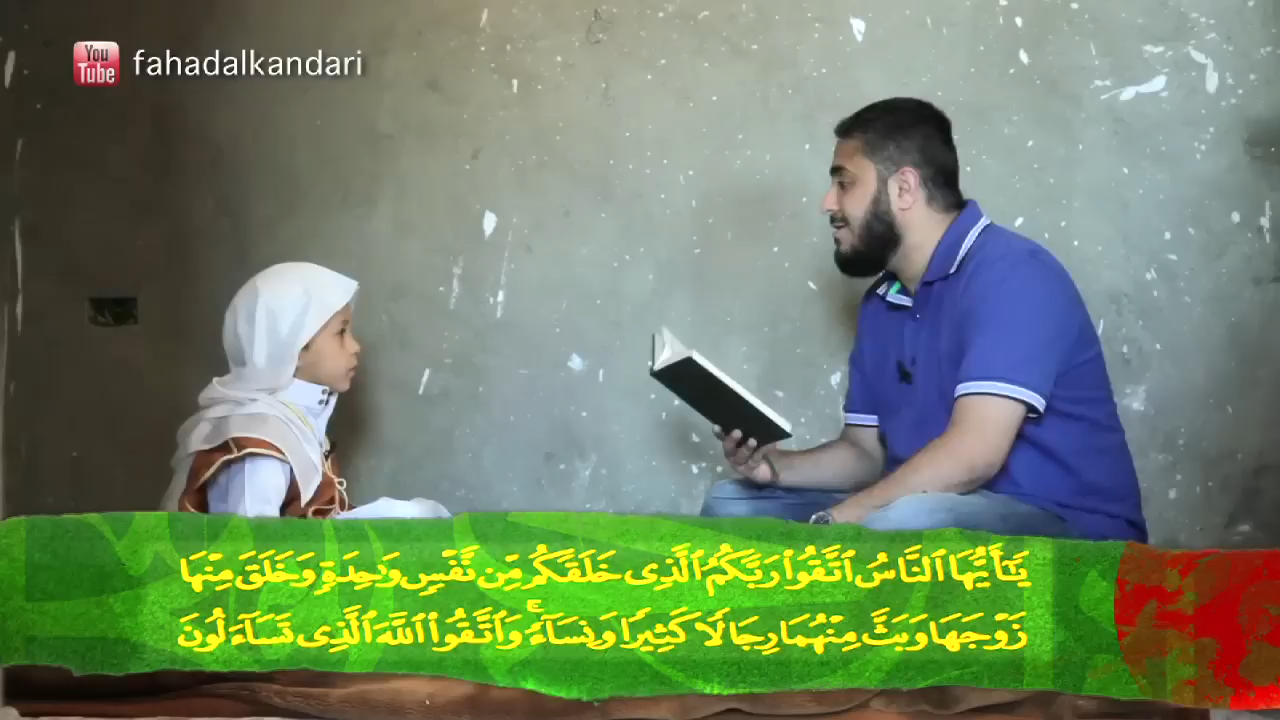 You Tube fahadalkandari
يَٰٓأَيُّهَا ٱلنَّاسُ ٱتَّقُوا۟ رَبَّكُمُ ٱلَّذِى خَلَقَكُم مِّن نَّفْسٍ وَٰحِدَةٍ وَخَلَقَ مِنْهَا
زَوْجَهَا وَبَثَّ مِنْهُمَا رِجَالًا كَثِيرًا وَنِسَآءً ۚ وَٱتَّقُوا۟ ٱللَّهَ ٱلَّذِى تَسَآءَلُونَ